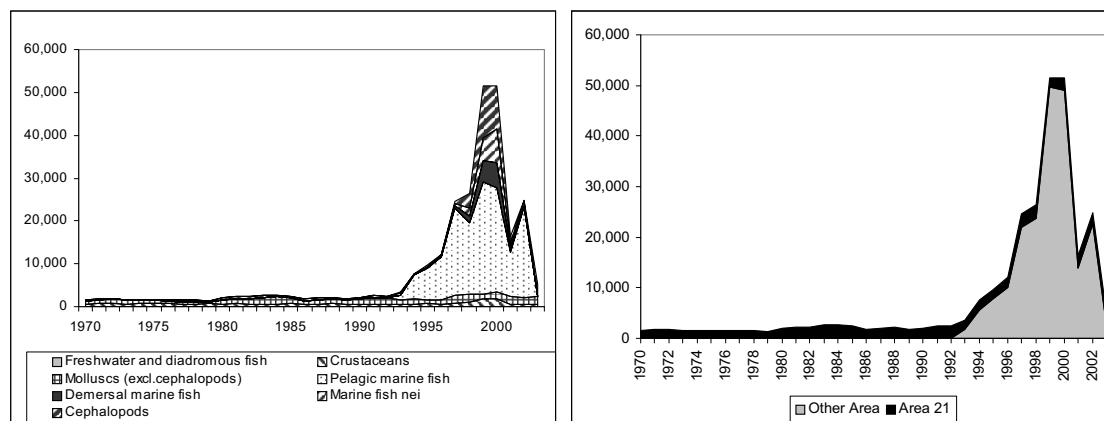 60,000
50,000
40,000
30,000
20,000
10,000
0
1970 1975 1980 1985 1990 1995 2000
Freshwater and diadromous fish Crustaceans
Molluscs (excl.cephalopods) Pelagic marine fish
Demersal marine fish Marine fish nei
Cephalopods
60,000
50,000
40,000
30,000
20,000
10,000
0
1970 1972 1974 1976 1978 1980 1982 1984 1986 1988 1990 1992 1994 1996 1998 2000 2002
Other Area Area 21